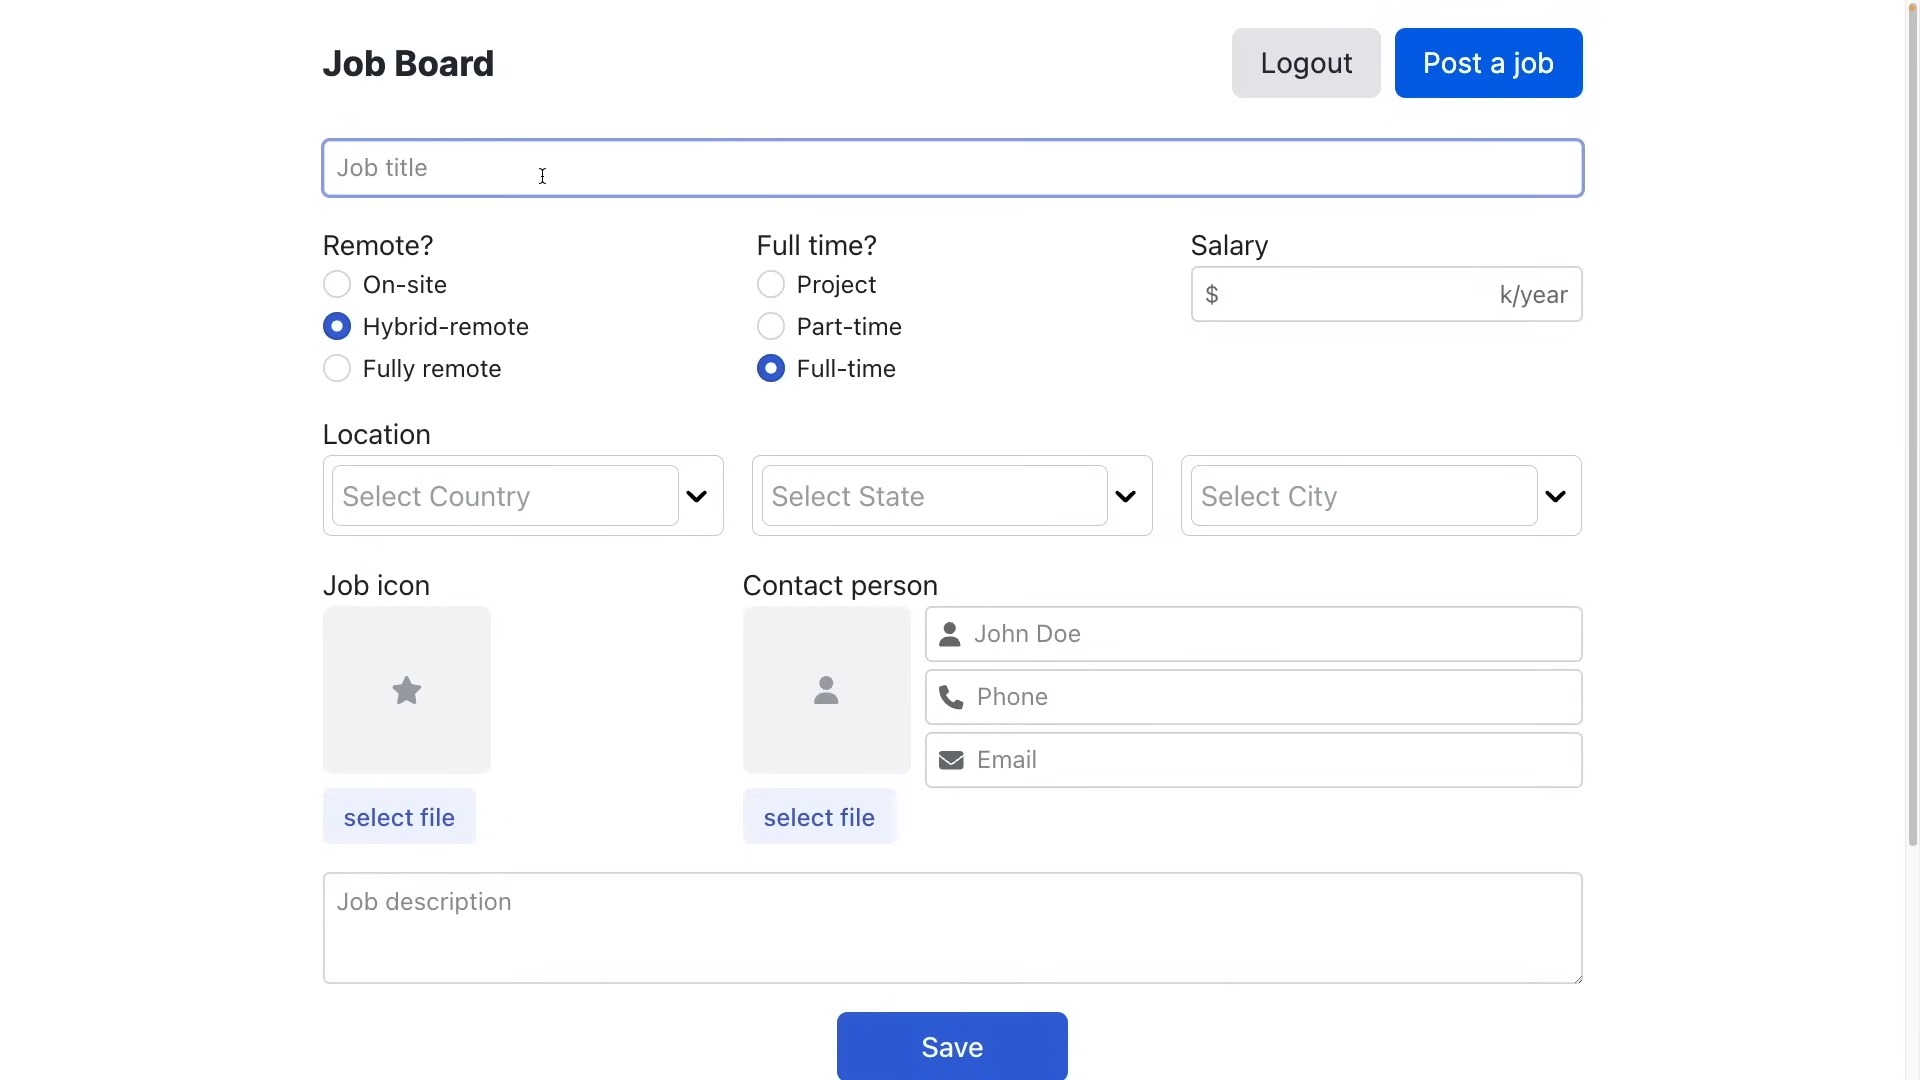 Job Board
Logout
Post a job
Job title
Remote?
On-site
Hybrid-remote
Fully remote
Full time?
Project
Part-time
Full-time
Salary
$
k/year
Location
Select Country
Select State
Select City
Job icon
select file
Contact person
select file
John Doe
Phone
Email
Job description
Save